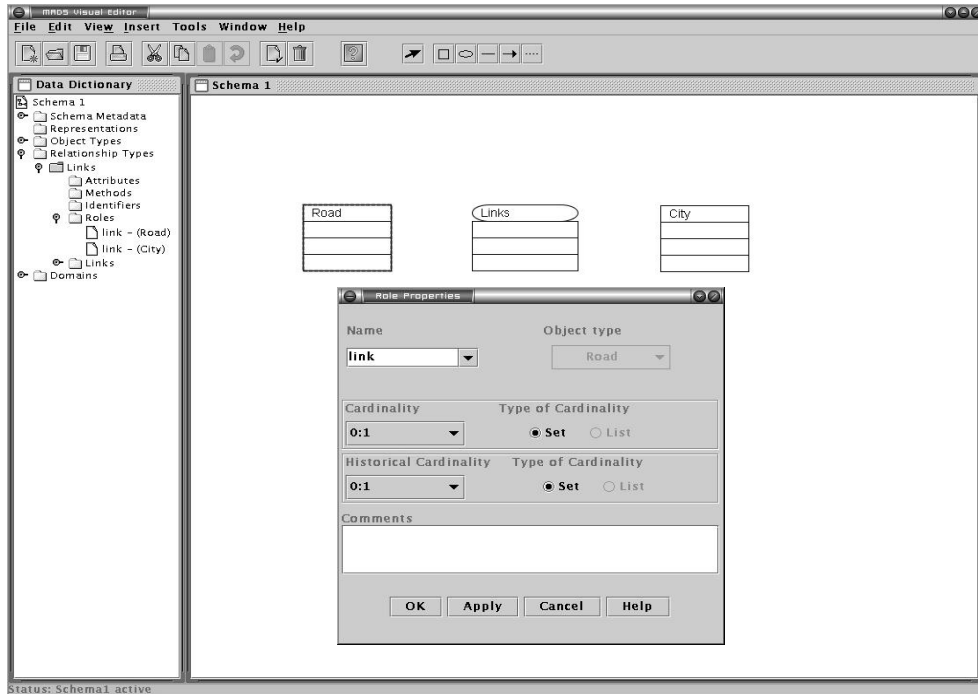 MADS Visual Editor
File Edit View Insert Tools Window Help
Data Dictionary
Schema 1
Schema Metadata
Representations
Object Types
Relationship Types
Links
Attributes
Methods
Identifiers
Roles
link - (Road)
link - (City)
Links
Domains
Schema 1
Road
Links
City
Role Properties
Name
Object type
link
Road
Cardinality
Type of Cardinality
0:1
Set
List
Historical Cardinality
Type of Cardinality
0:1
Set
List
Comments
OK
Apply
Cancel
Help
Status: Schema1 active